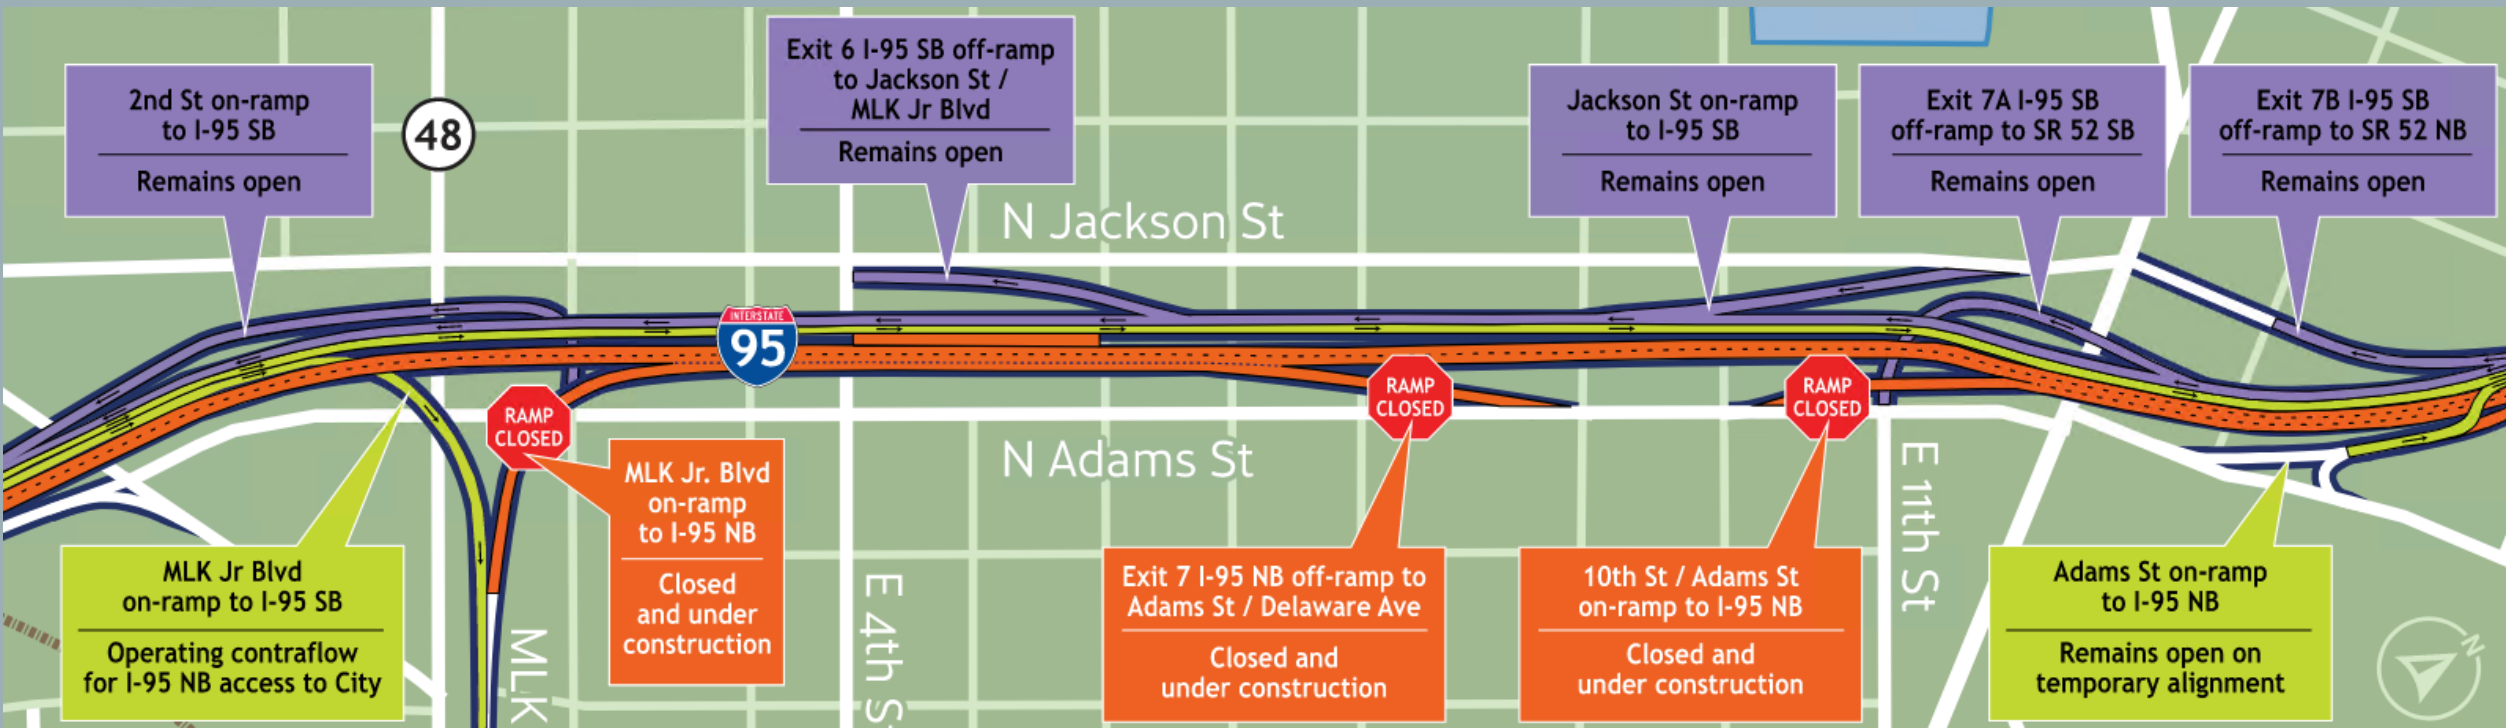 2nd St on-ramp
to I-95 SB
Remains open
48
Exit 6 I-95 SB off-ramp
to Jackson St /
MLK Jr Blvd
Remains open
Jackson St on-ramp
to I-95 SB
Remains open
Exit 7A I-95 SB
off-ramp to SR 52 SB
Remains open
Exit 7B I-95 SB
off-ramp to SR 52 NB
Remains open
N Jackson St
INTERSTATE
95
RAMP
CLOSED
RAMP
CLOSED
RAMP
CLOSED
N Adams St
MLK Jr Blvd
on-ramp to I-95 SB
Operating contraflow
for I-95 NB access to City
MLK
MLK Jr. Blvd
on-ramp
to I-95 NB
Closed
and under
construction
E 4th St
Exit 7 I-95 NB off-ramp to
Adams St / Delaware Ave
Closed and
under construction
10th St / Adams St
on-ramp to I-95 NB
Closed and
under construction
E 11th St
Adams St on-ramp
to I-95 NB
Remains open on
temporary alignment
N